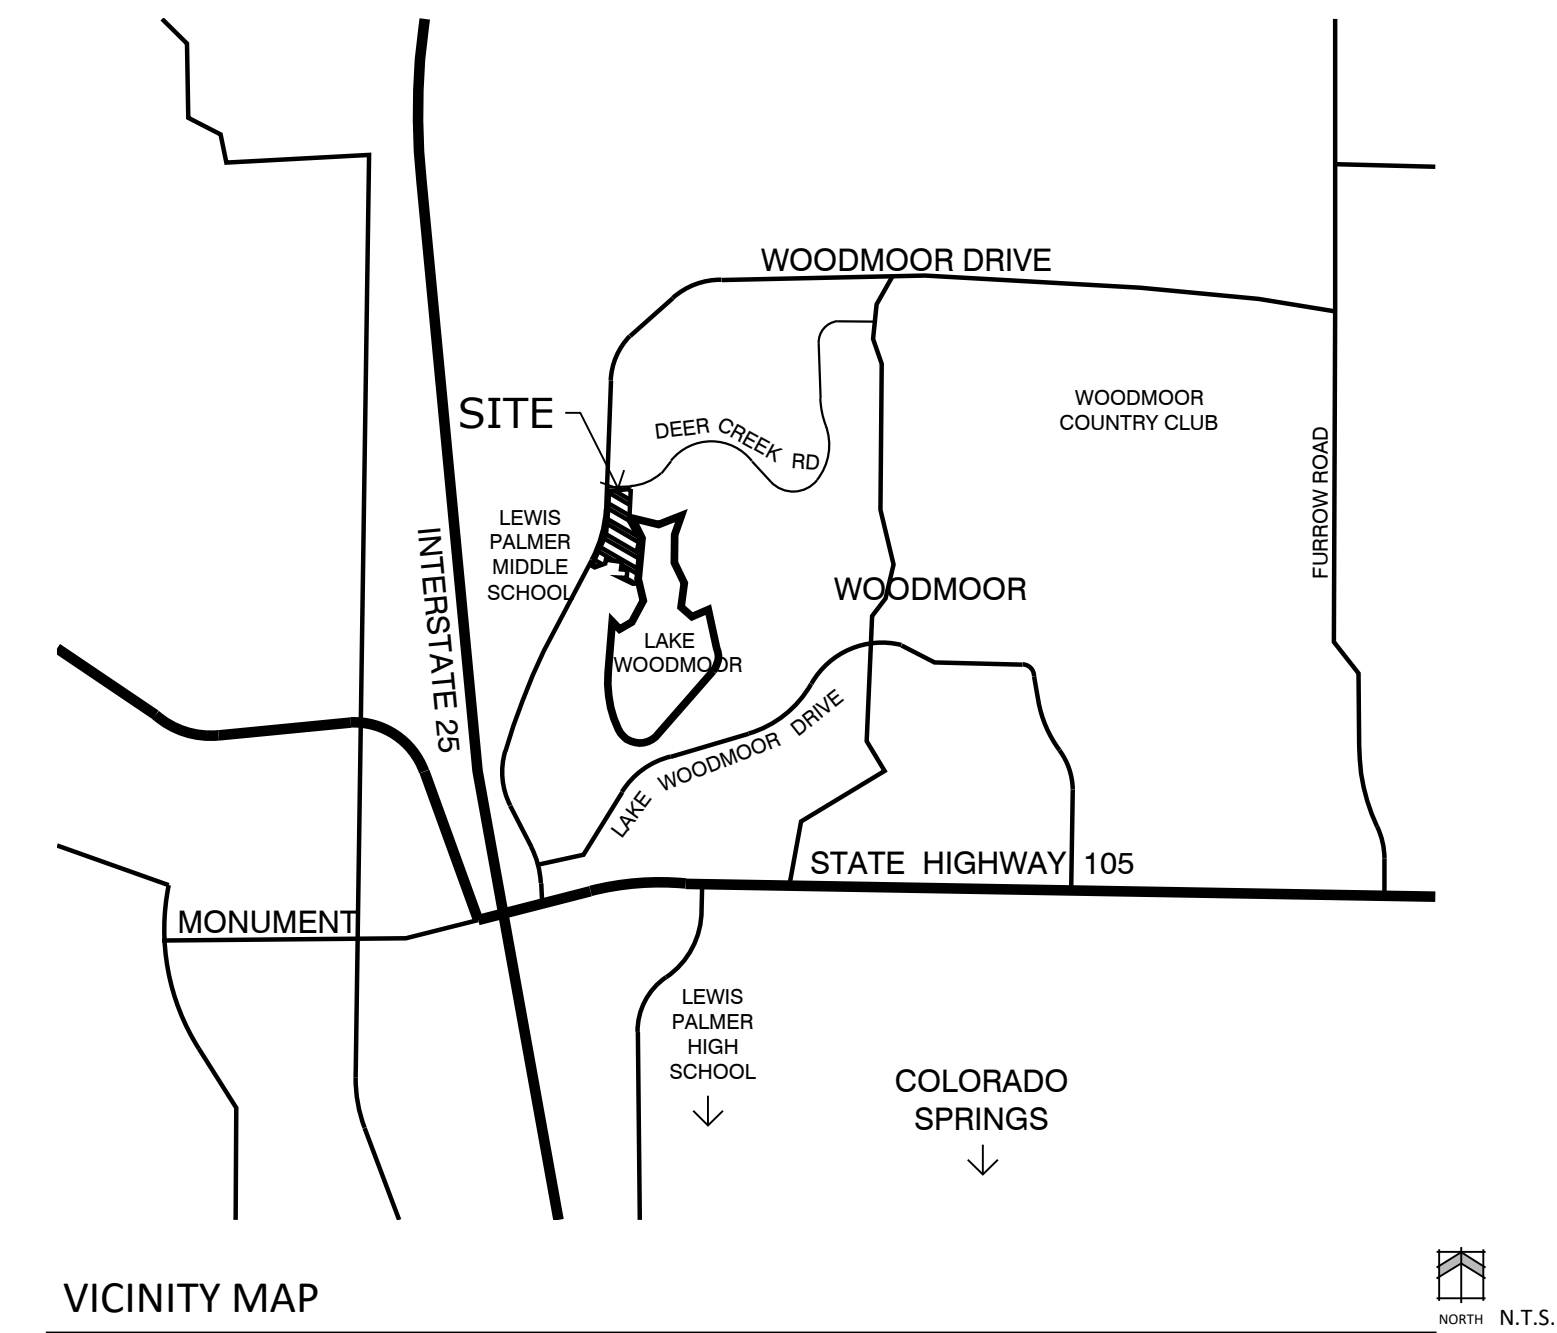 WOODMOOR DRIVE
SITE
DEER CREEK RD
WOODMOOR
COUNTRY CLUB
FURROW ROAD
LEWIS
PALMER
MIDDLE
SCHOOL
INTERSTATE 25
WOODMOOR
LAKE
WOODMOOR
LAKE WOODMOOR DRIVE
STATE HIGHWAY 105
MONUMENT
LEWIS
PALMER
HIGH
SCHOOL
COLORADO
SPRINGS
VICINITY MAP
NORTH N.T.S.